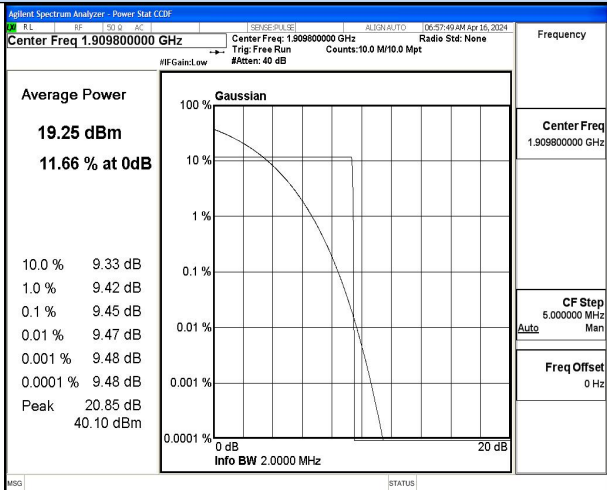 Agilent Spectrum Analyzer - Power Stat CCDF
RL RF 50 Ω AC SENSE:PULSE ALIGN AUTO 06:57:49 AM Apr 16, 2024
Center Freq 1.909800000 GHz
Center Freq: 1.909800000 GHz Radio Std: None
Trig: Free Run Counts:10.0 M/10.0 Mpt
#IFGain:Low #Atten: 40 dB
Frequency
Average Power
19.25 dBm
11.66 % at 0dB
10.0 % 9.33 dB
1.0 % 9.42 dB
0.1 % 9.45 dB
0.01 % 9.47 dB
0.001 % 9.48 dB
0.0001 % 9.48 dB
Peak 20.85 dB
40.10 dBm
Gaussian
100 %
10 %
1 %
0.1 %
0.01 %
0.001 %
0.0001 %
0 dB 20 dB
Info BW 2.0000 MHz
Center Freq
1.909800000 GHz
CF Step
5.000000 MHz
Auto Man
Freq Offset
0 Hz
MSG STATUS